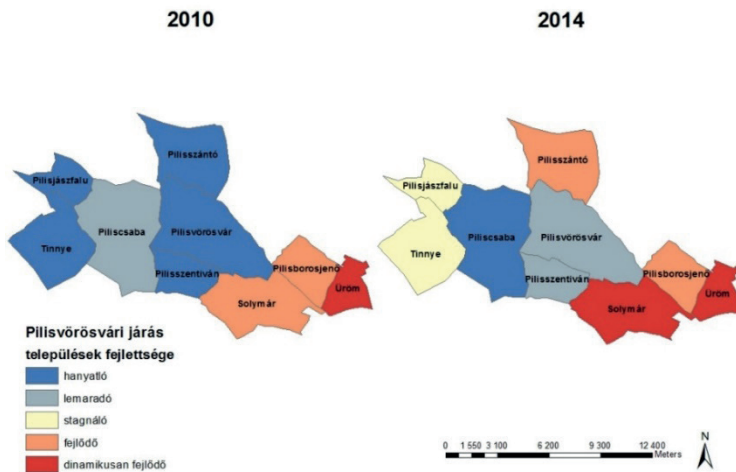 2010
2014
Pilisszántó
Pilisjászfalu
Piliscsaba
Pilisvörösvár
Tinnye
Pilisszentiván
Pilisborosjenő
Üröm
Solymár
Pilisszántó
Pilisjászfalu
Piliscsaba
Pilisvörösvár
Tinnye
Pilisszentiván
Pilisborosjenő
Üröm
Solymár
Pilisvörösvári járás
települések fejlettsége
hanyatló
lemaradó
stagnáló
fejlődő
dinamikusan fejlődő
0 1 550 3 100 6 200 9 300 12 400
Meters
N